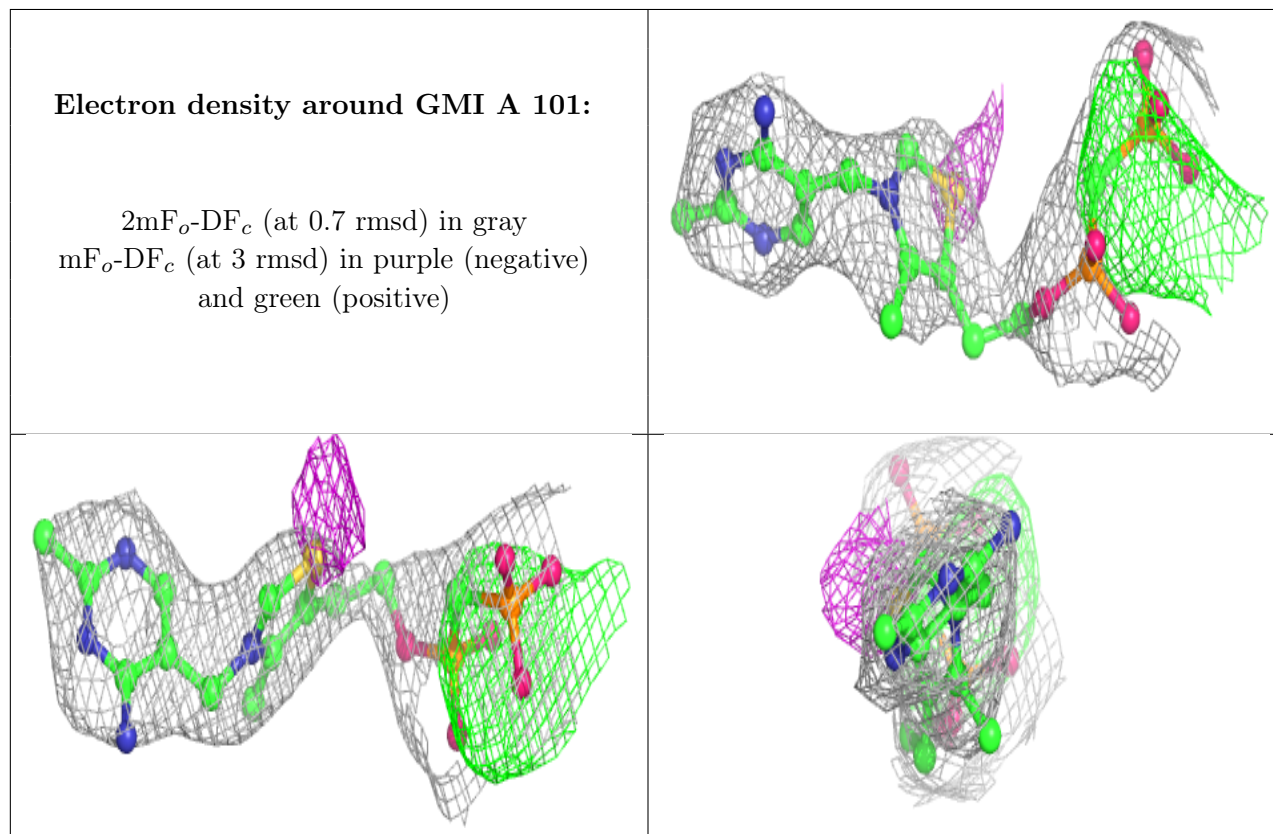 Electron density around GMI A 101:
2mFo-DFc (at 0.7 rmsd) in gray
mFo-DFc (at 3 rmsd) in purple (negative)
and green (positive)